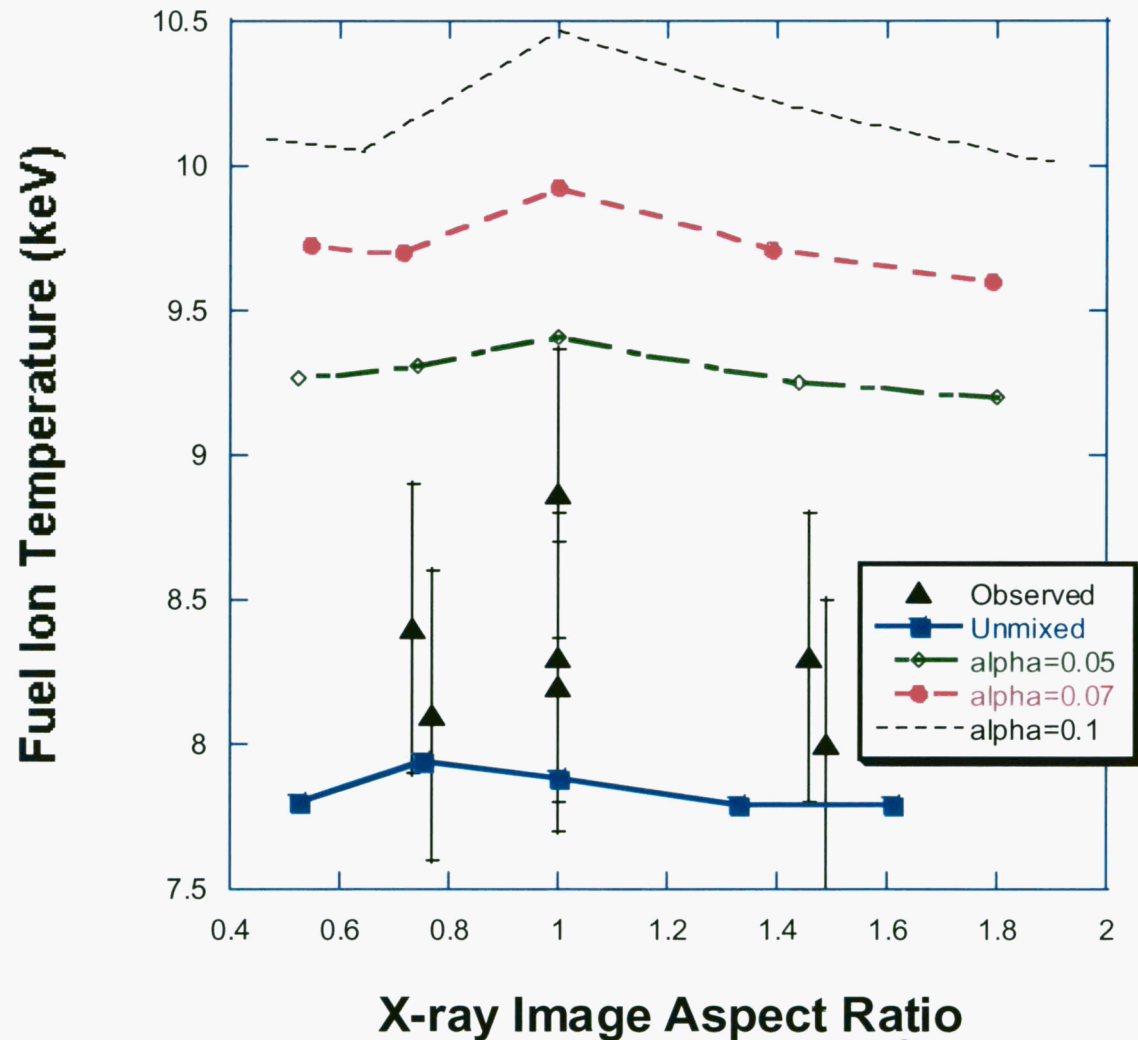 10.5
10
9.5
9
8.5
8
7.5
Fuel Ion Temperature (keV)
Observed
Unmixed
alpha=0.05
alpha=0.07
alpha=0.1
0.4 0.6 0.8 1 1.2 1.4 1.6 1.8 2
X-ray Image Aspect Ratio